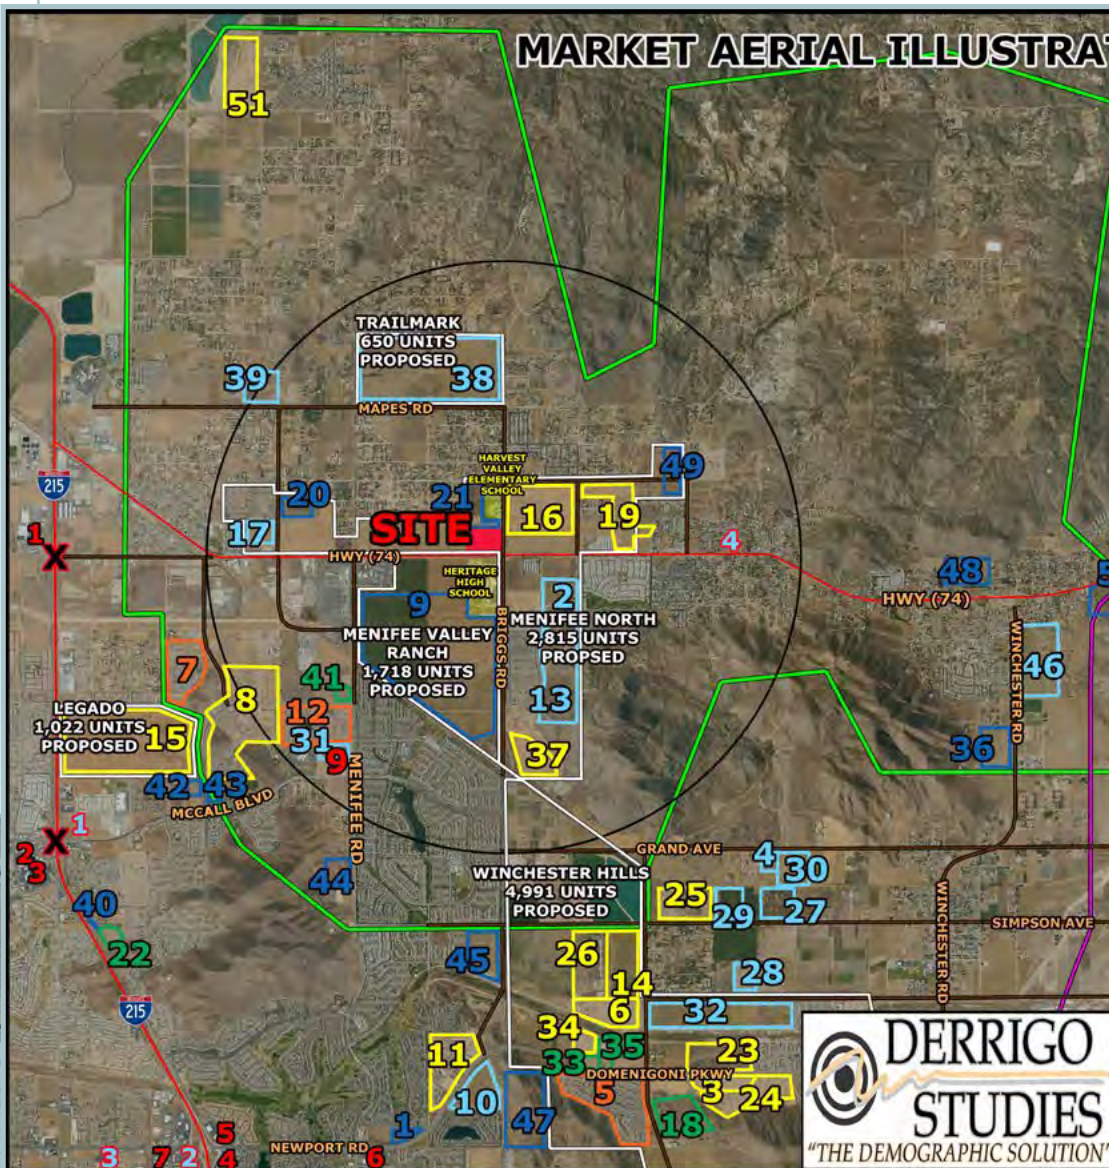 MARKET AERIAL ILLUSTRAT
51
TRAILMARK
650 UNITS
PROPOSED
39
38
MAPES RD
HARVEST
VALLEY
ELEMENTARY
SCHOOL
49
215
20
21
16
19
17
SITE
1
X
HWY (74)
4
HERITAGE
HIGH
SCHOOL
48
5
9
2
HWY (74)
MENIFEE VALLEY
RANCH
1,718 UNITS
PROPOSED
BRIGGS RD
MENIFEE NORTH
2,815 UNITS
PROPSED
WINCHESTER RD
46
7
8
41
12
13
LEGADO
1,022 UNITS
PROPOSED
15
31
9
37
36
42
43
MCCALL BLVD
MENIFEE RD
1
X
2
3
GRAND AVE
4
30
44
WINCHESTER HILLS
4,991 UNITS
PROPOSED
25
29
27
WINCHESTER RD
SIMPSON AVE
40
22
45
26
14
28
215
6
32
11
34
33
35
23
DOMENIGONI PKWY
10
5
3
24
1
47
18
5
NEWPORT RD
3
7
2
4
6
DERRIGO
STUDIES
"THE DEMOGRAPHIC SOLUTION"